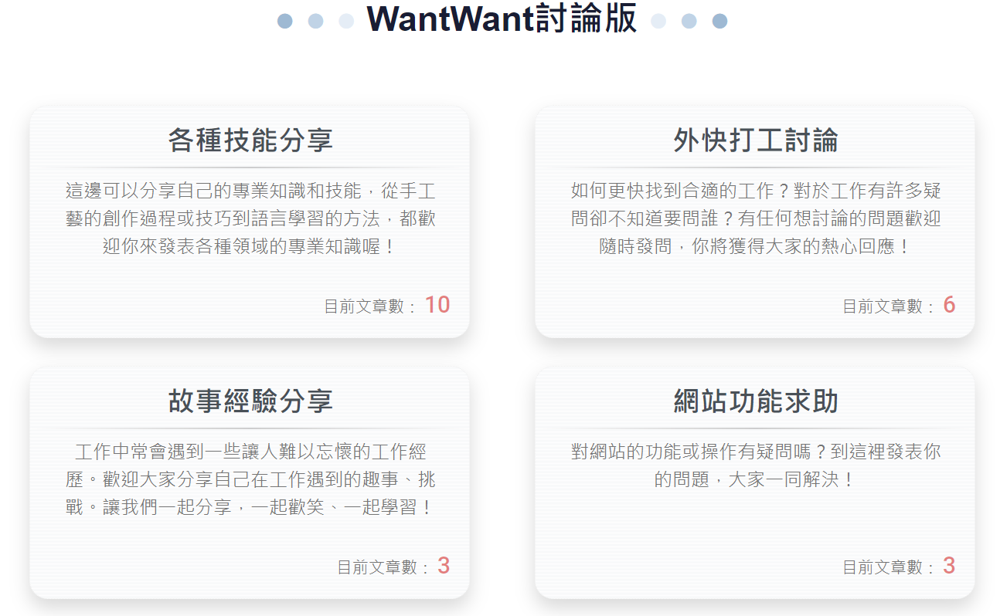 WantWant討論版
各種技能分享
這邊可以分享自己的專業知識和技能，從手工
藝的創作過程或技巧到語言學習的方法，都歡
迎你來發表各種領域的專業知識喔！
目前文章數： 10
外快打工討論
如何更快找到合適的工作？對於工作有許多疑
問卻不知道要問誰？有任何想討論的問題歡迎
隨時發問，你將獲得大家的熱心回應！
目前文章數： 6
故事經驗分享
工作中常會遇到一些讓人難以忘懷的工作經
歷。歡迎大家分享自己在工作遇到的趣事、挑
戰。讓我們一起分享，一起歡笑、一起學習！
目前文章數： 3
網站功能求助
對網站的功能或操作有疑問嗎？到這裡發表你
的問題，大家一同解決！
目前文章數： 3